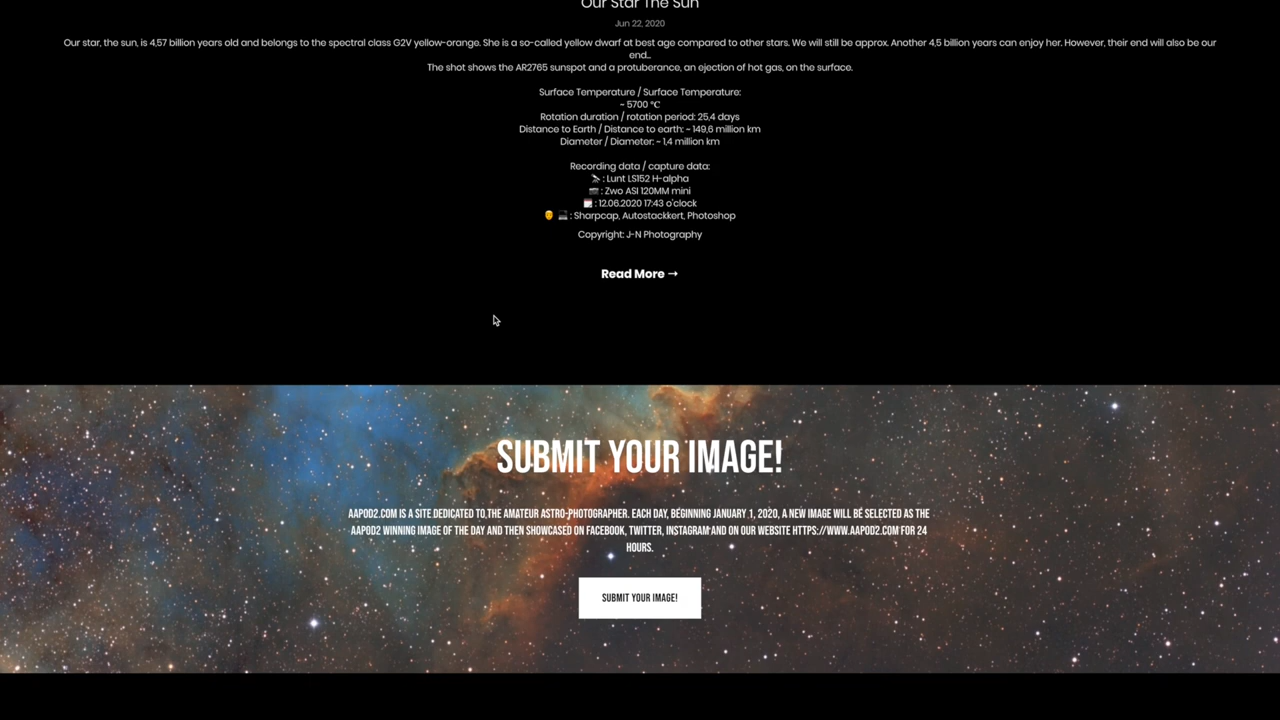 Our Star The Sun
Jun 22, 2020
Our star, the sun, is 4,57 billion years old and belongs to the spectral class G2V yellow-orange. She is a so-called yellow dwarf at best age compared to other stars. We will still be approx. Another 4,5 billion years can enjoy her. However, their end will also be our
end...
The shot shows the AR2765 sunspot and a protuberance, an ejection of hot gas, on the surface.
Surface Temperature / Surface Temperature:
~ 5700 °C
Rotation duration / rotation period: 25,4 days
Distance to Earth / Distance to earth: ~ 149,6 million km
Diameter / Diameter: ~ 1,4 million km
Recording data / capture data:
🔭 : Lunt LS152 H-alpha
📷 : Zwo ASI 120MM mini
🗓 : 12.06.2020 17:43 o'clock
👨‍💻 : Sharpcap, Autostackkert, Photoshop
Copyright: J-N Photography
Read More →
SUBMIT YOUR IMAGE!
AAPOD2.COM IS A SITE DEDICATED TO THE AMATEUR ASTRO-PHOTOGRAPHER. EACH DAY, BEGINNING JANUARY 1, 2020, A NEW IMAGE WILL BE SELECTED AS THE
AAPOD2 WINNING IMAGE OF THE DAY AND THEN SHOWCASED ON FACEBOOK, TWITTER, INSTAGRAM AND ON OUR WEBSITE HTTPS://WWW.AAPOD2.COM FOR 24
HOURS.
SUBMIT YOUR IMAGE!